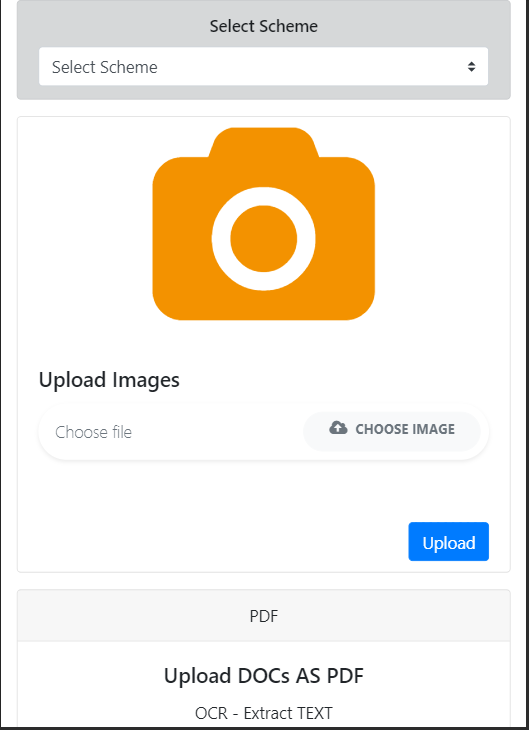 Select Scheme
Select Scheme
Upload Images
Choose file
CHOOSE IMAGE
Upload
PDF
Upload DOCs AS PDF
OCR - Extract TEXT